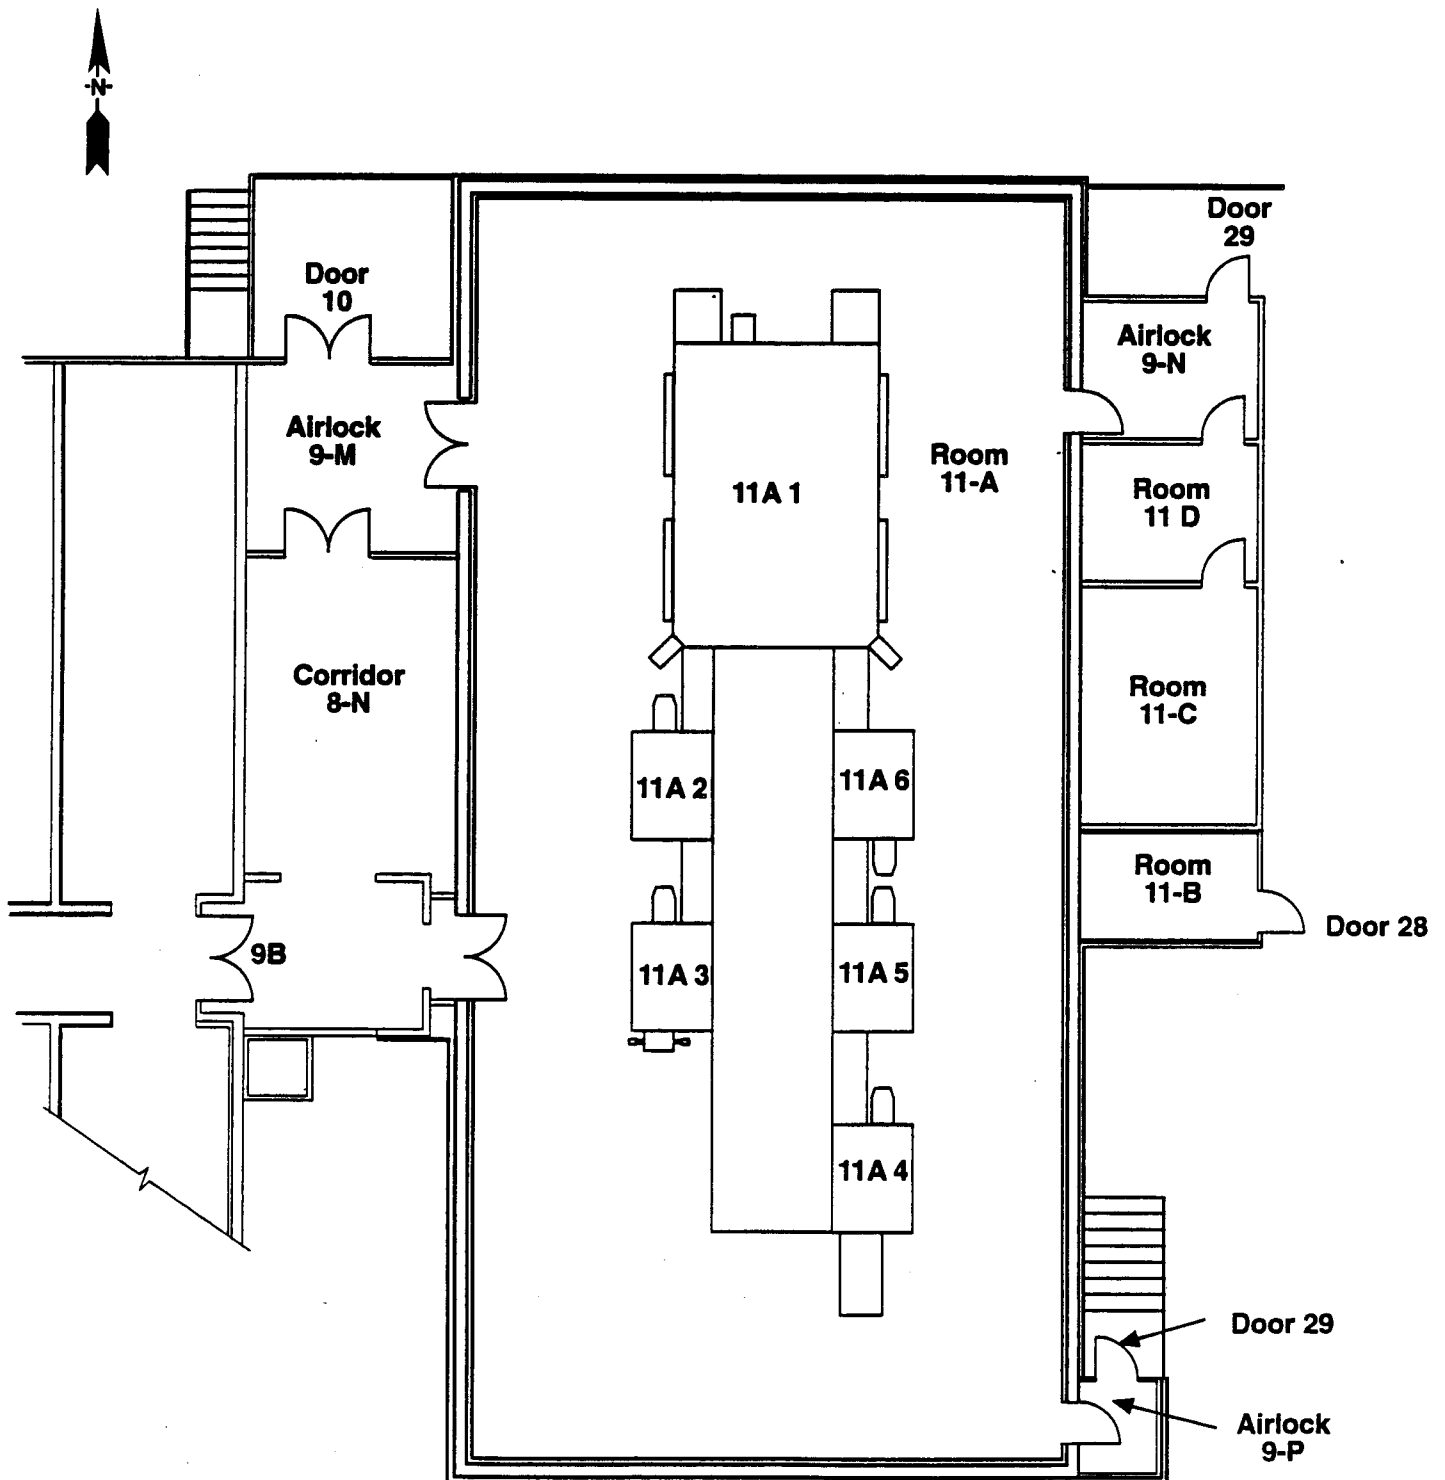 -N-
Door
29
Door
10
Airlock
9-N
Airlock
9-M
Room
11-A
11A 1
Room
11 D
Corridor
8-N
Room
11-C
11A 2
11A 6
Room
11-B
Door 28
9B
11A 3
11A 5
11A 4
Door 29
Airlock
9-P